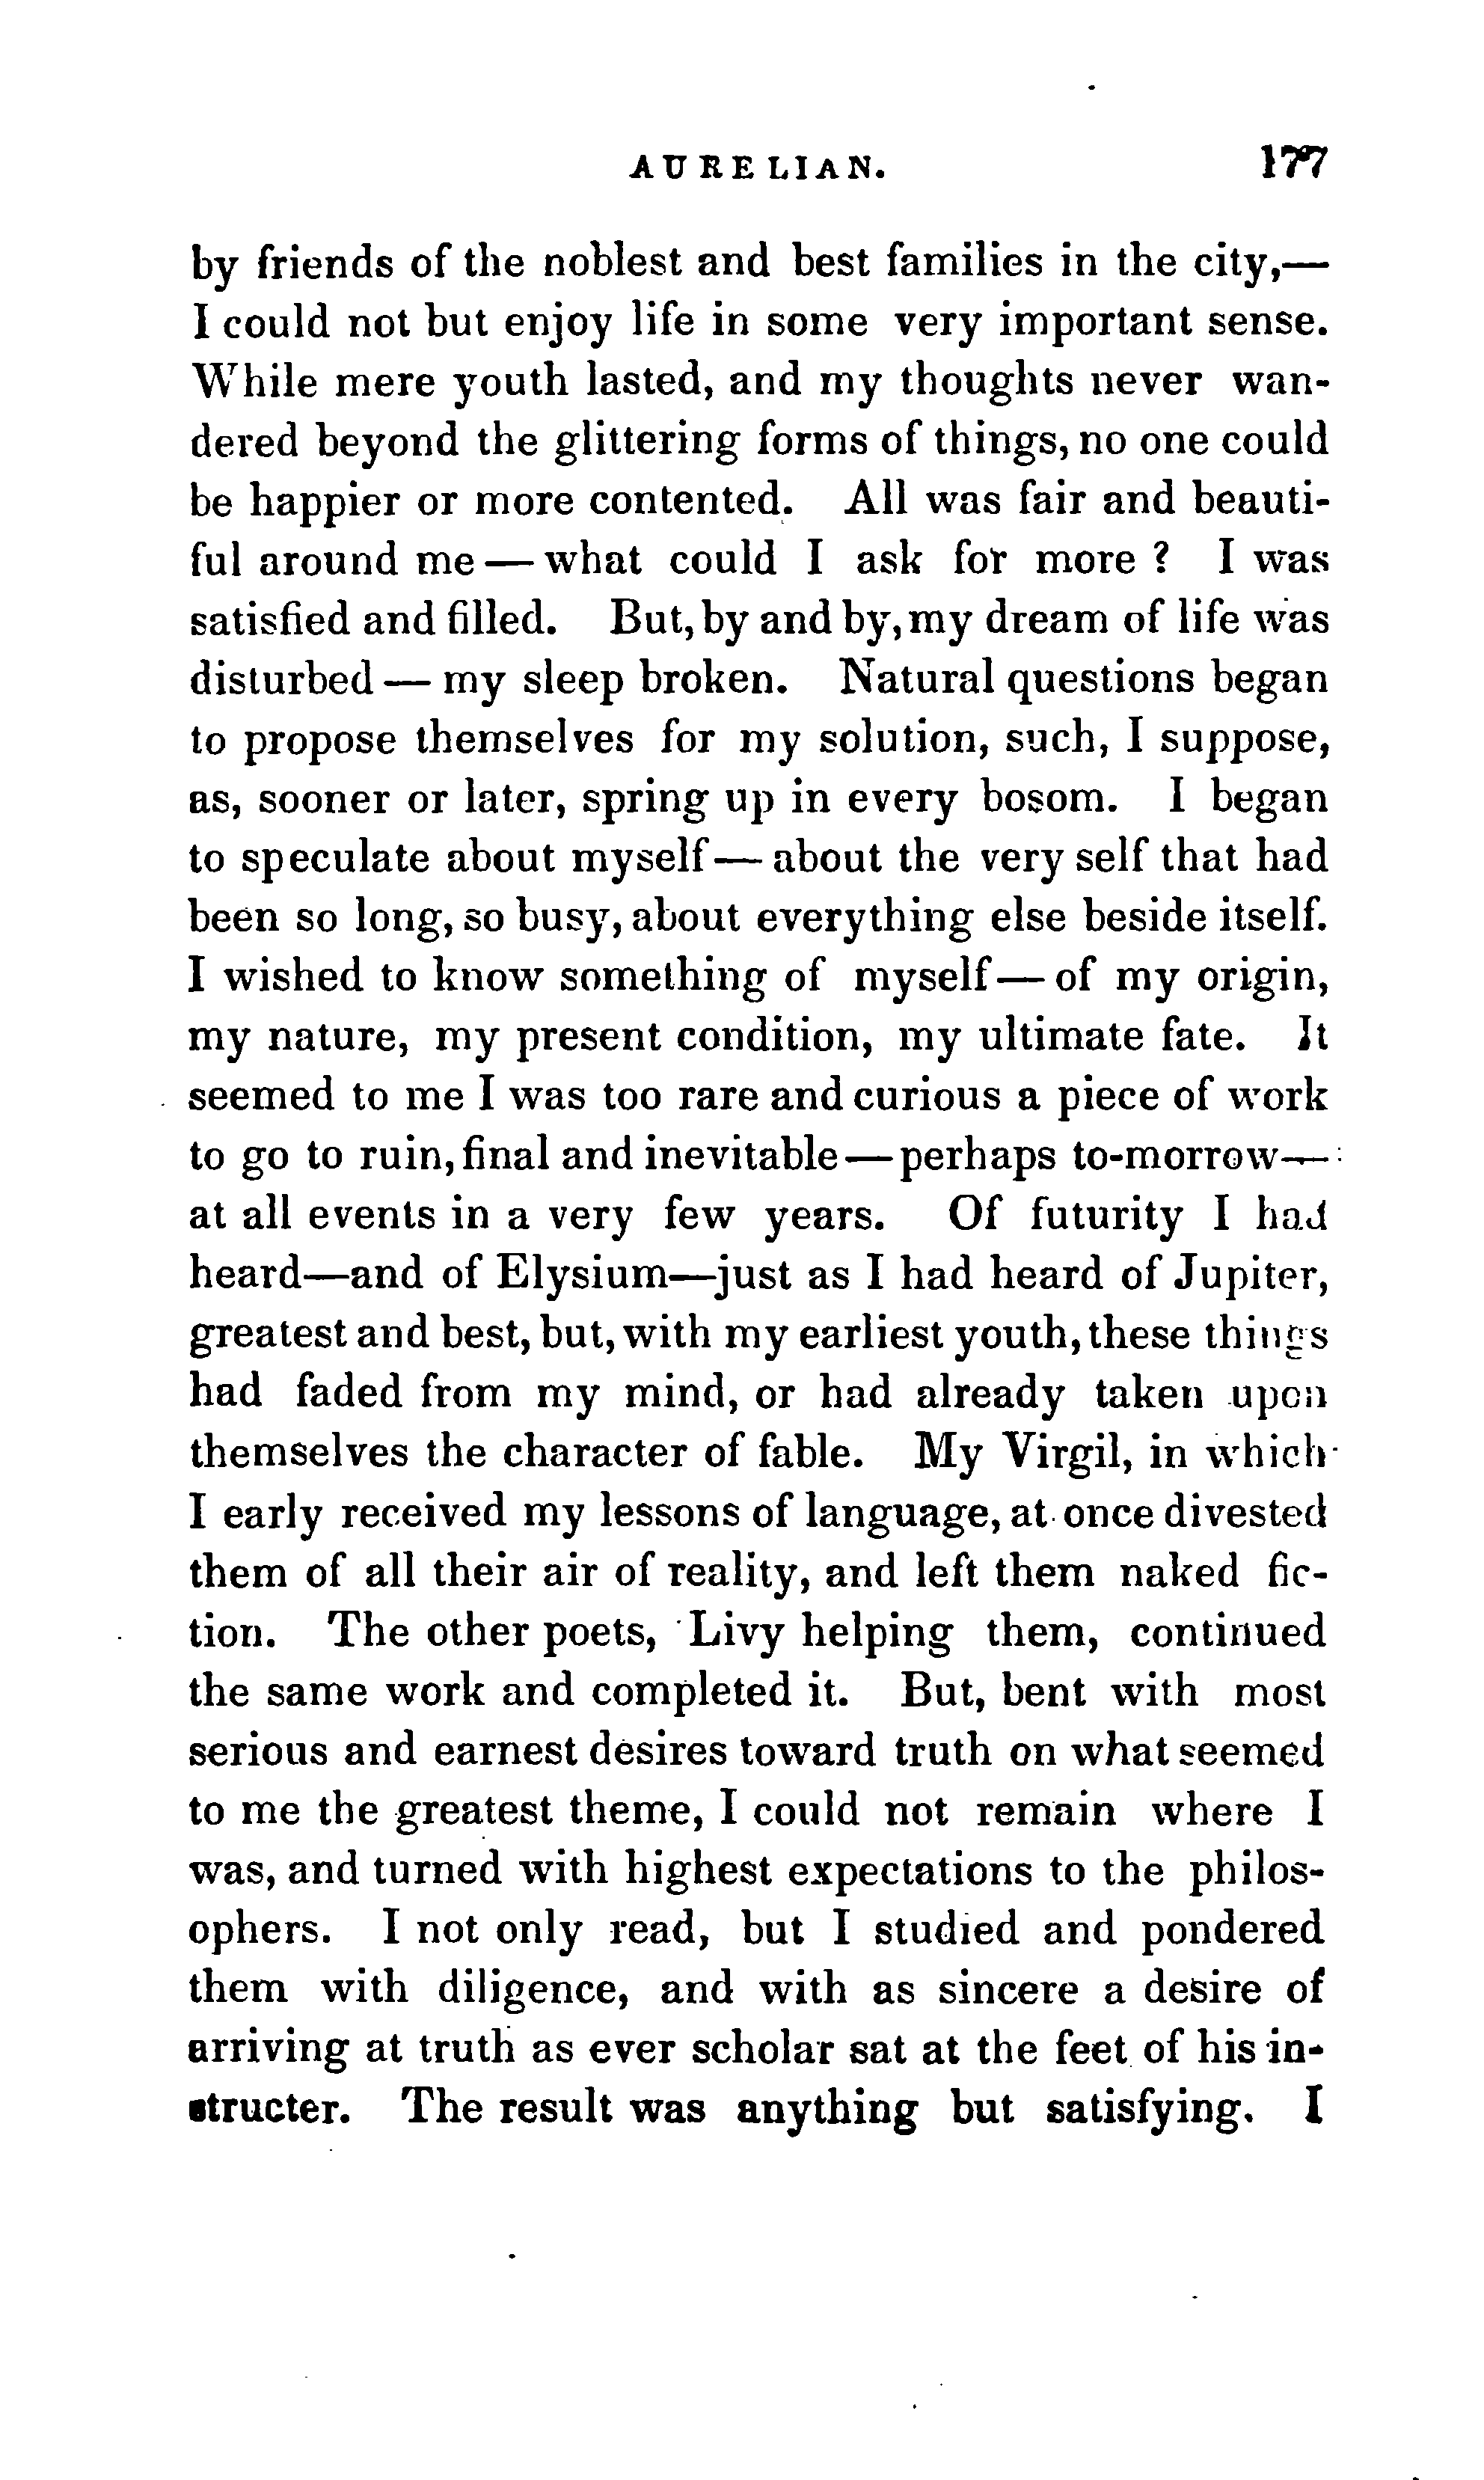 AURELIAN. 177
by friends of the noblest and best families in the city,—
I could not but enjoy life in some very important sense.
While mere youth lasted, and my thoughts never wan-
dered beyond the glittering forms of things, no one could
be happier or more contented. All was fair and beauti-
ful around me — what could I ask for more ? I was
satisfied and filled. But, by and by, my dream of life was
disturbed — my sleep broken. Natural questions began
to propose themselves for my solution, such, I suppose,
as, sooner or later, spring up in every bosom. I began
to speculate about myself — about the very self that had
been so long, so busy, about everything else beside itself.
I wished to know something of myself — of my origin,
my nature, my present condition, my ultimate fate. It
seemed to me I was too rare and curious a piece of work
to go to ruin, final and inevitable — perhaps to-morrow —
at all events in a very few years. Of futurity I had
heard—and of Elysium—just as I had heard of Jupiter,
greatest and best, but, with my earliest youth, these things
had faded from my mind, or had already taken upon
themselves the character of fable. My Virgil, in which
I early received my lessons of language, at once divested
them of all their air of reality, and left them naked fic-
tion. The other poets, Livy helping them, continued
the same work and completed it. But, bent with most
serious and earnest desires toward truth on what seemed
to me the greatest theme, I could not remain where I
was, and turned with highest expectations to the philos-
ophers. I not only read, but I studied and pondered
them with diligence, and with as sincere a desire of
arriving at truth as ever scholar sat at the feet of his in-
structer. The result was anything but satisfying. I